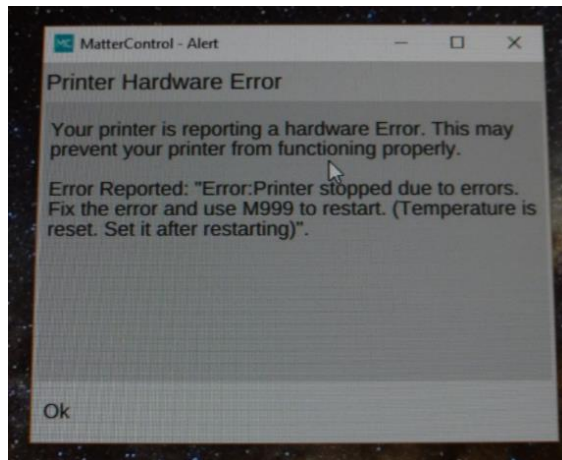 MC MatterControl - Alert
Printer Hardware Error
Your printer is reporting a hardware Error. This may
prevent your printer from functioning properly.
Error Reported: "Error:Printer stopped due to errors.
Fix the error and use M999 to restart. (Temperature is
reset. Set it after restarting)".
Ok